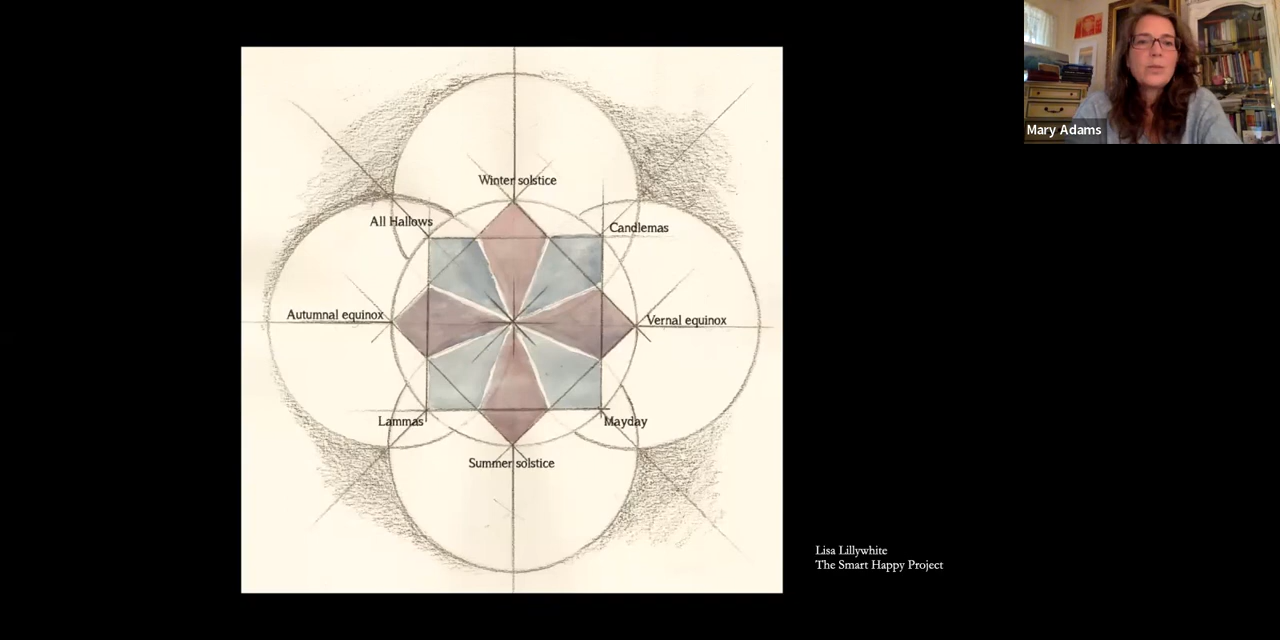 Mary Adams
Winter solstice
All Hallows
Candlemas
Autumnal equinox
Vernal equinox
Lammas
Mayday
Summer solstice
Lisa Lillywhite
The Smart Happy Project